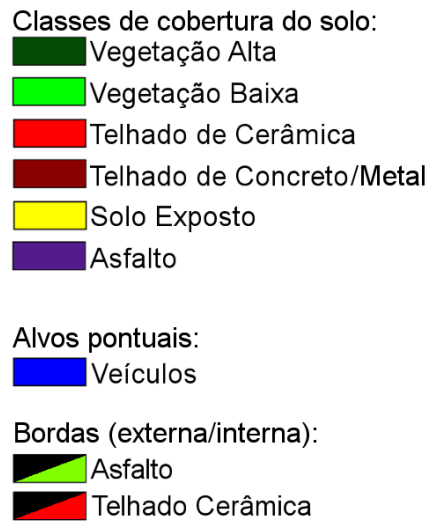 Classes de cobertura do solo:
Vegetação Alta
Vegetação Baixa
Telhado de Cerâmica
Telhado de Concreto/Metal
Solo Exposto
Asfalto
Alvos pontuais:
Veículos
Bordas (externa/interna):
Asfalto
Telhado Cerâmica